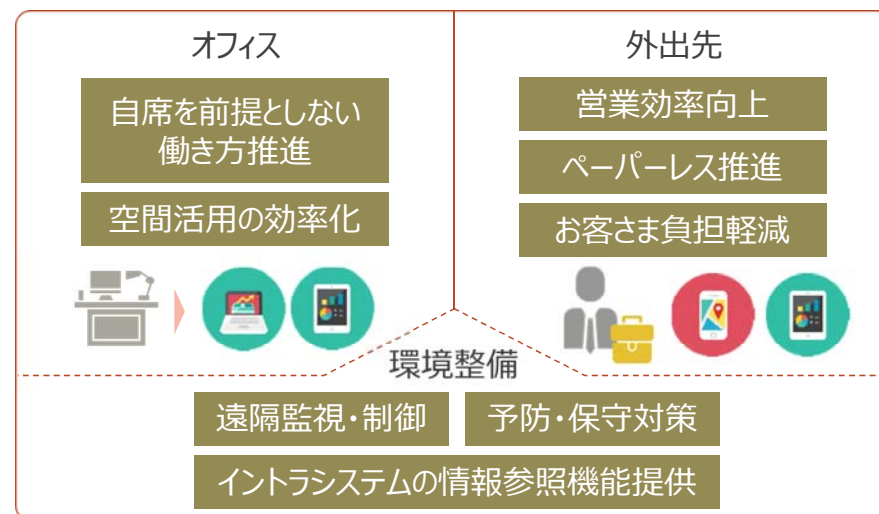 オフィス
自席を前提としない
働き方推進
空間活用の効率化
外出先
営業効率向上
ペーパーレス推進
お客さま負担軽減
環境整備
遠隔監視・制御
予防・保守対策
イントラシステムの情報参照機能提供